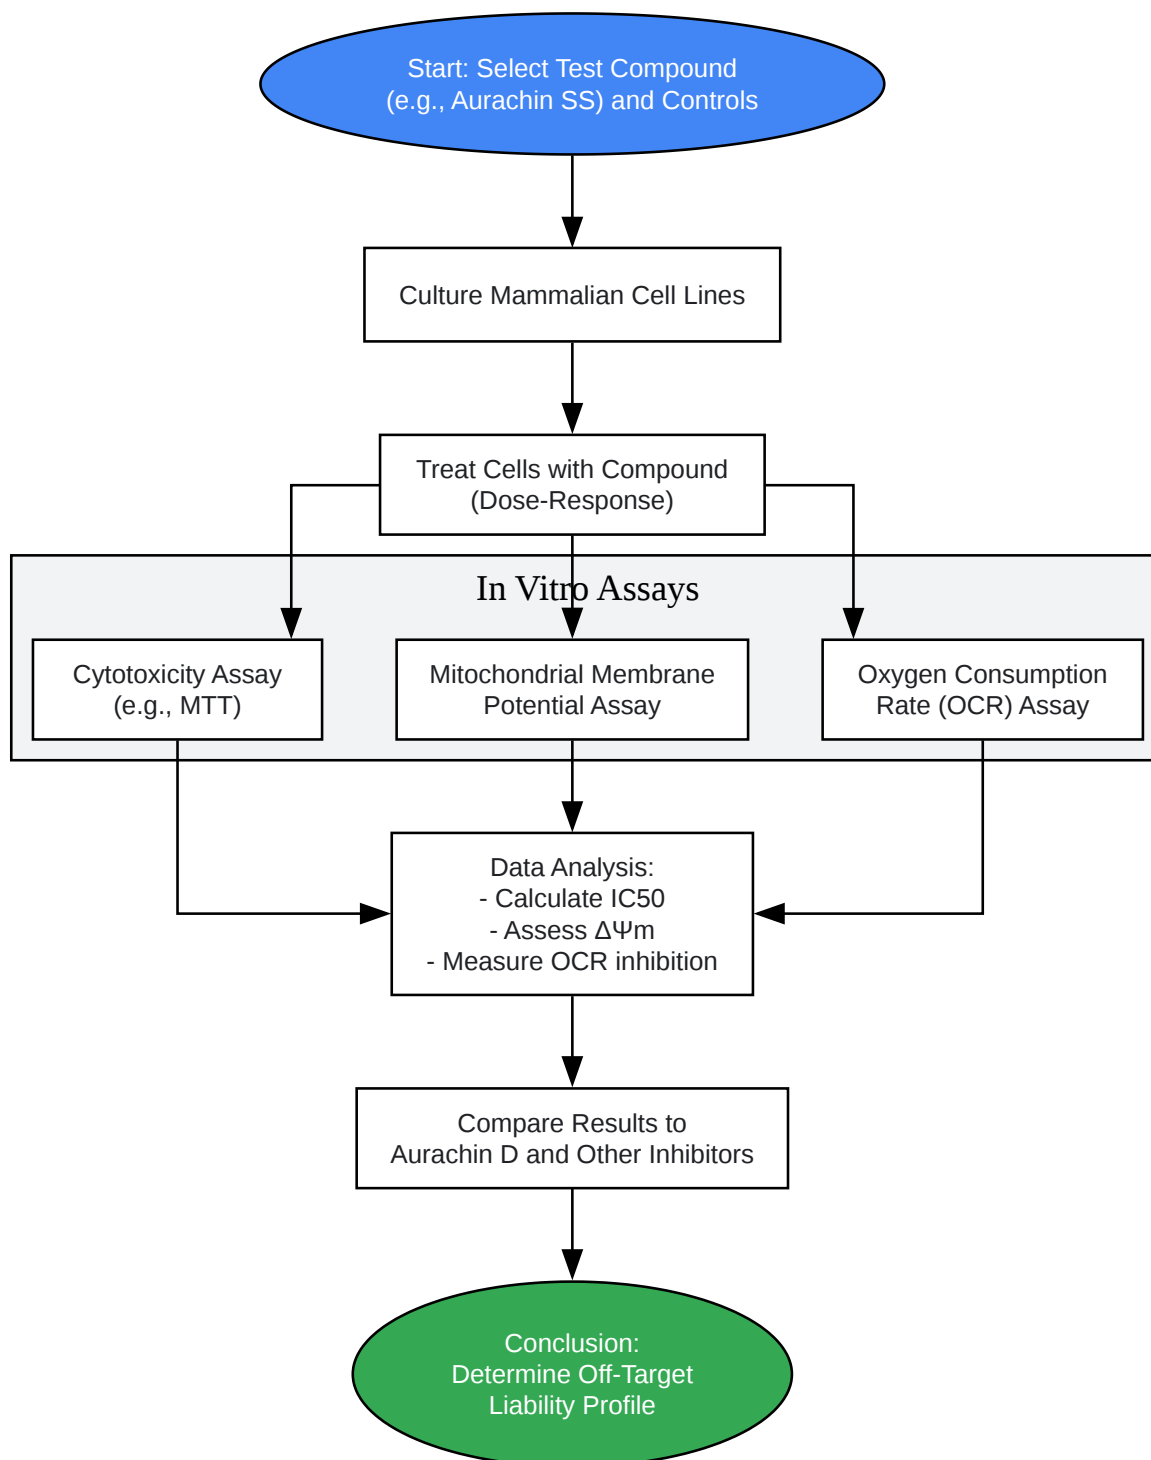 Start: Select Test Compound
(e.g., Aurachin SS) and Controls
Culture Mammalian Cell Lines
Treat Cells with Compound
(Dose-Response)
In Vitro Assays
Cytotoxicity Assay
(e.g., MTT)
Mitochondrial Membrane
Potential Assay
Oxygen Consumption
Rate (OCR) Assay
Data Analysis:
- Calculate IC50
- Assess ΔΨm
- Measure OCR inhibition
Compare Results to
Aurachin D and Other Inhibitors
Conclusion:
Determine Off-Target
Liability Profile